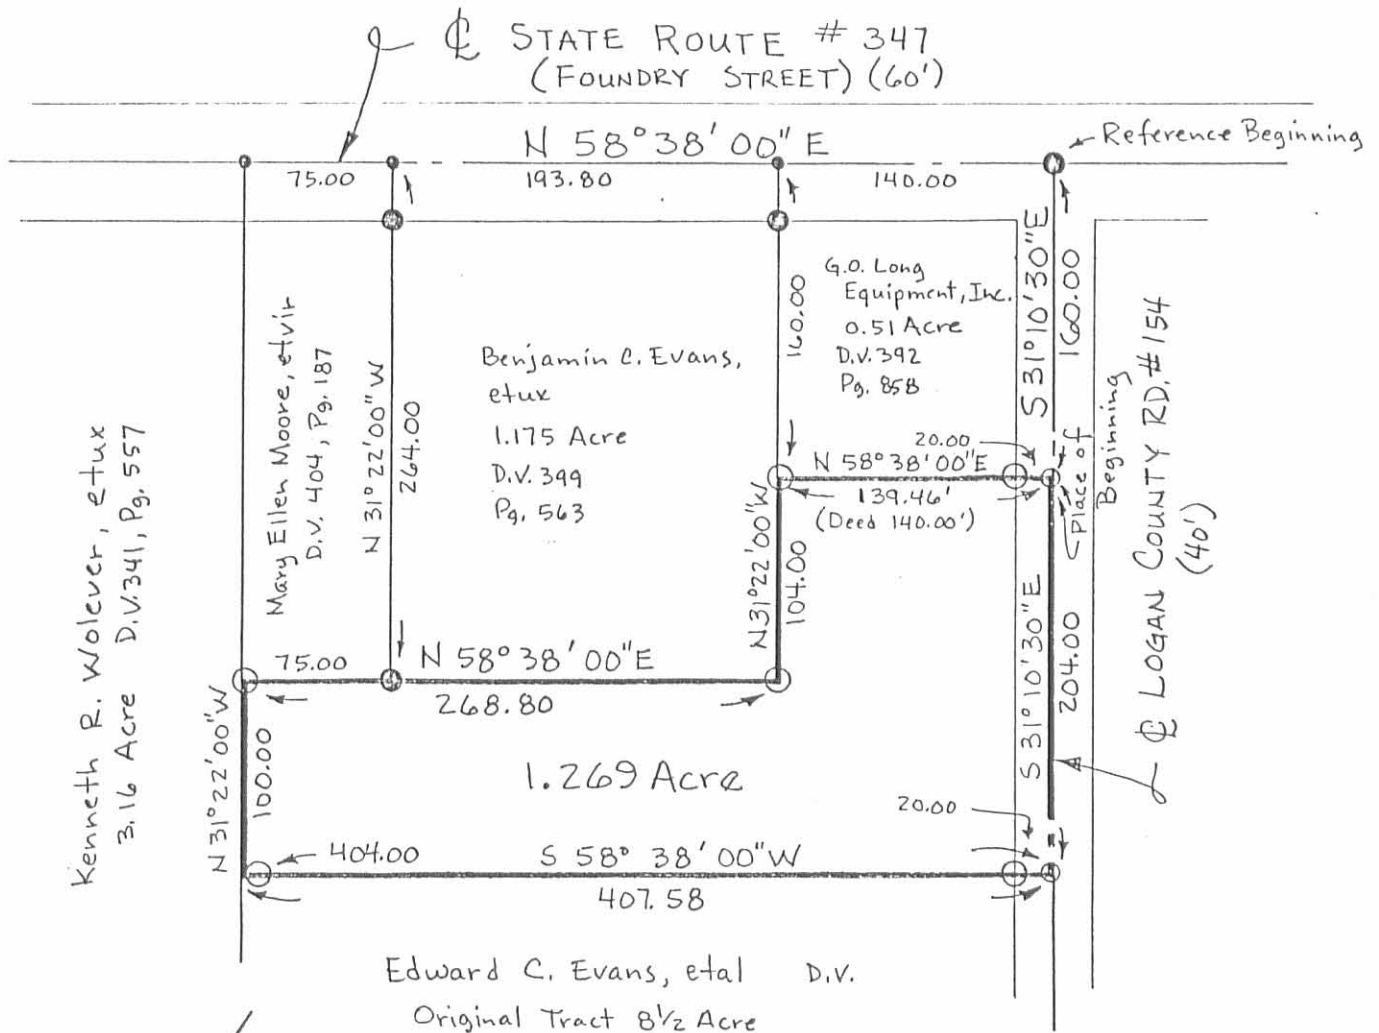 ℄ STATE ROUTE # 347
(FOUNDRY STREET) (60')
N 58° 38' 00" E
Reference Beginning
75.00
193.80
140.00
Kenneth R. Wolever, etux
3.16 Acre D.V. 341, Pg. 557
Mary Ellen Moore, etvir
D.V. 404, Pg. 187
N 31° 22' 00" W
264.00
Benjamin C. Evans,
etux
1.175 Acre
D.V. 399
Pg. 563
160.00
G.O. Long
Equipment, Inc.
0.51 Acre
D.V. 392
Pg. 858
S 31° 10' 30" E
160.00
20.00
N 58° 38' 00" E
139.46'
(Deed 140.00')
Place of
Beginning
℄ LOGAN COUNTY RD. # 154
(40')
N 31° 22' 00" W
104.00
75.00
N 58° 38' 00" E
268.80
S 31° 10' 30" E
204.00
N 31° 22' 00" W
100.00
1.269 Acre
20.00
404.00
S 58° 38' 00" W
407.58
Edward C. Evans, etal D.V.
Original Tract 8½ Acre